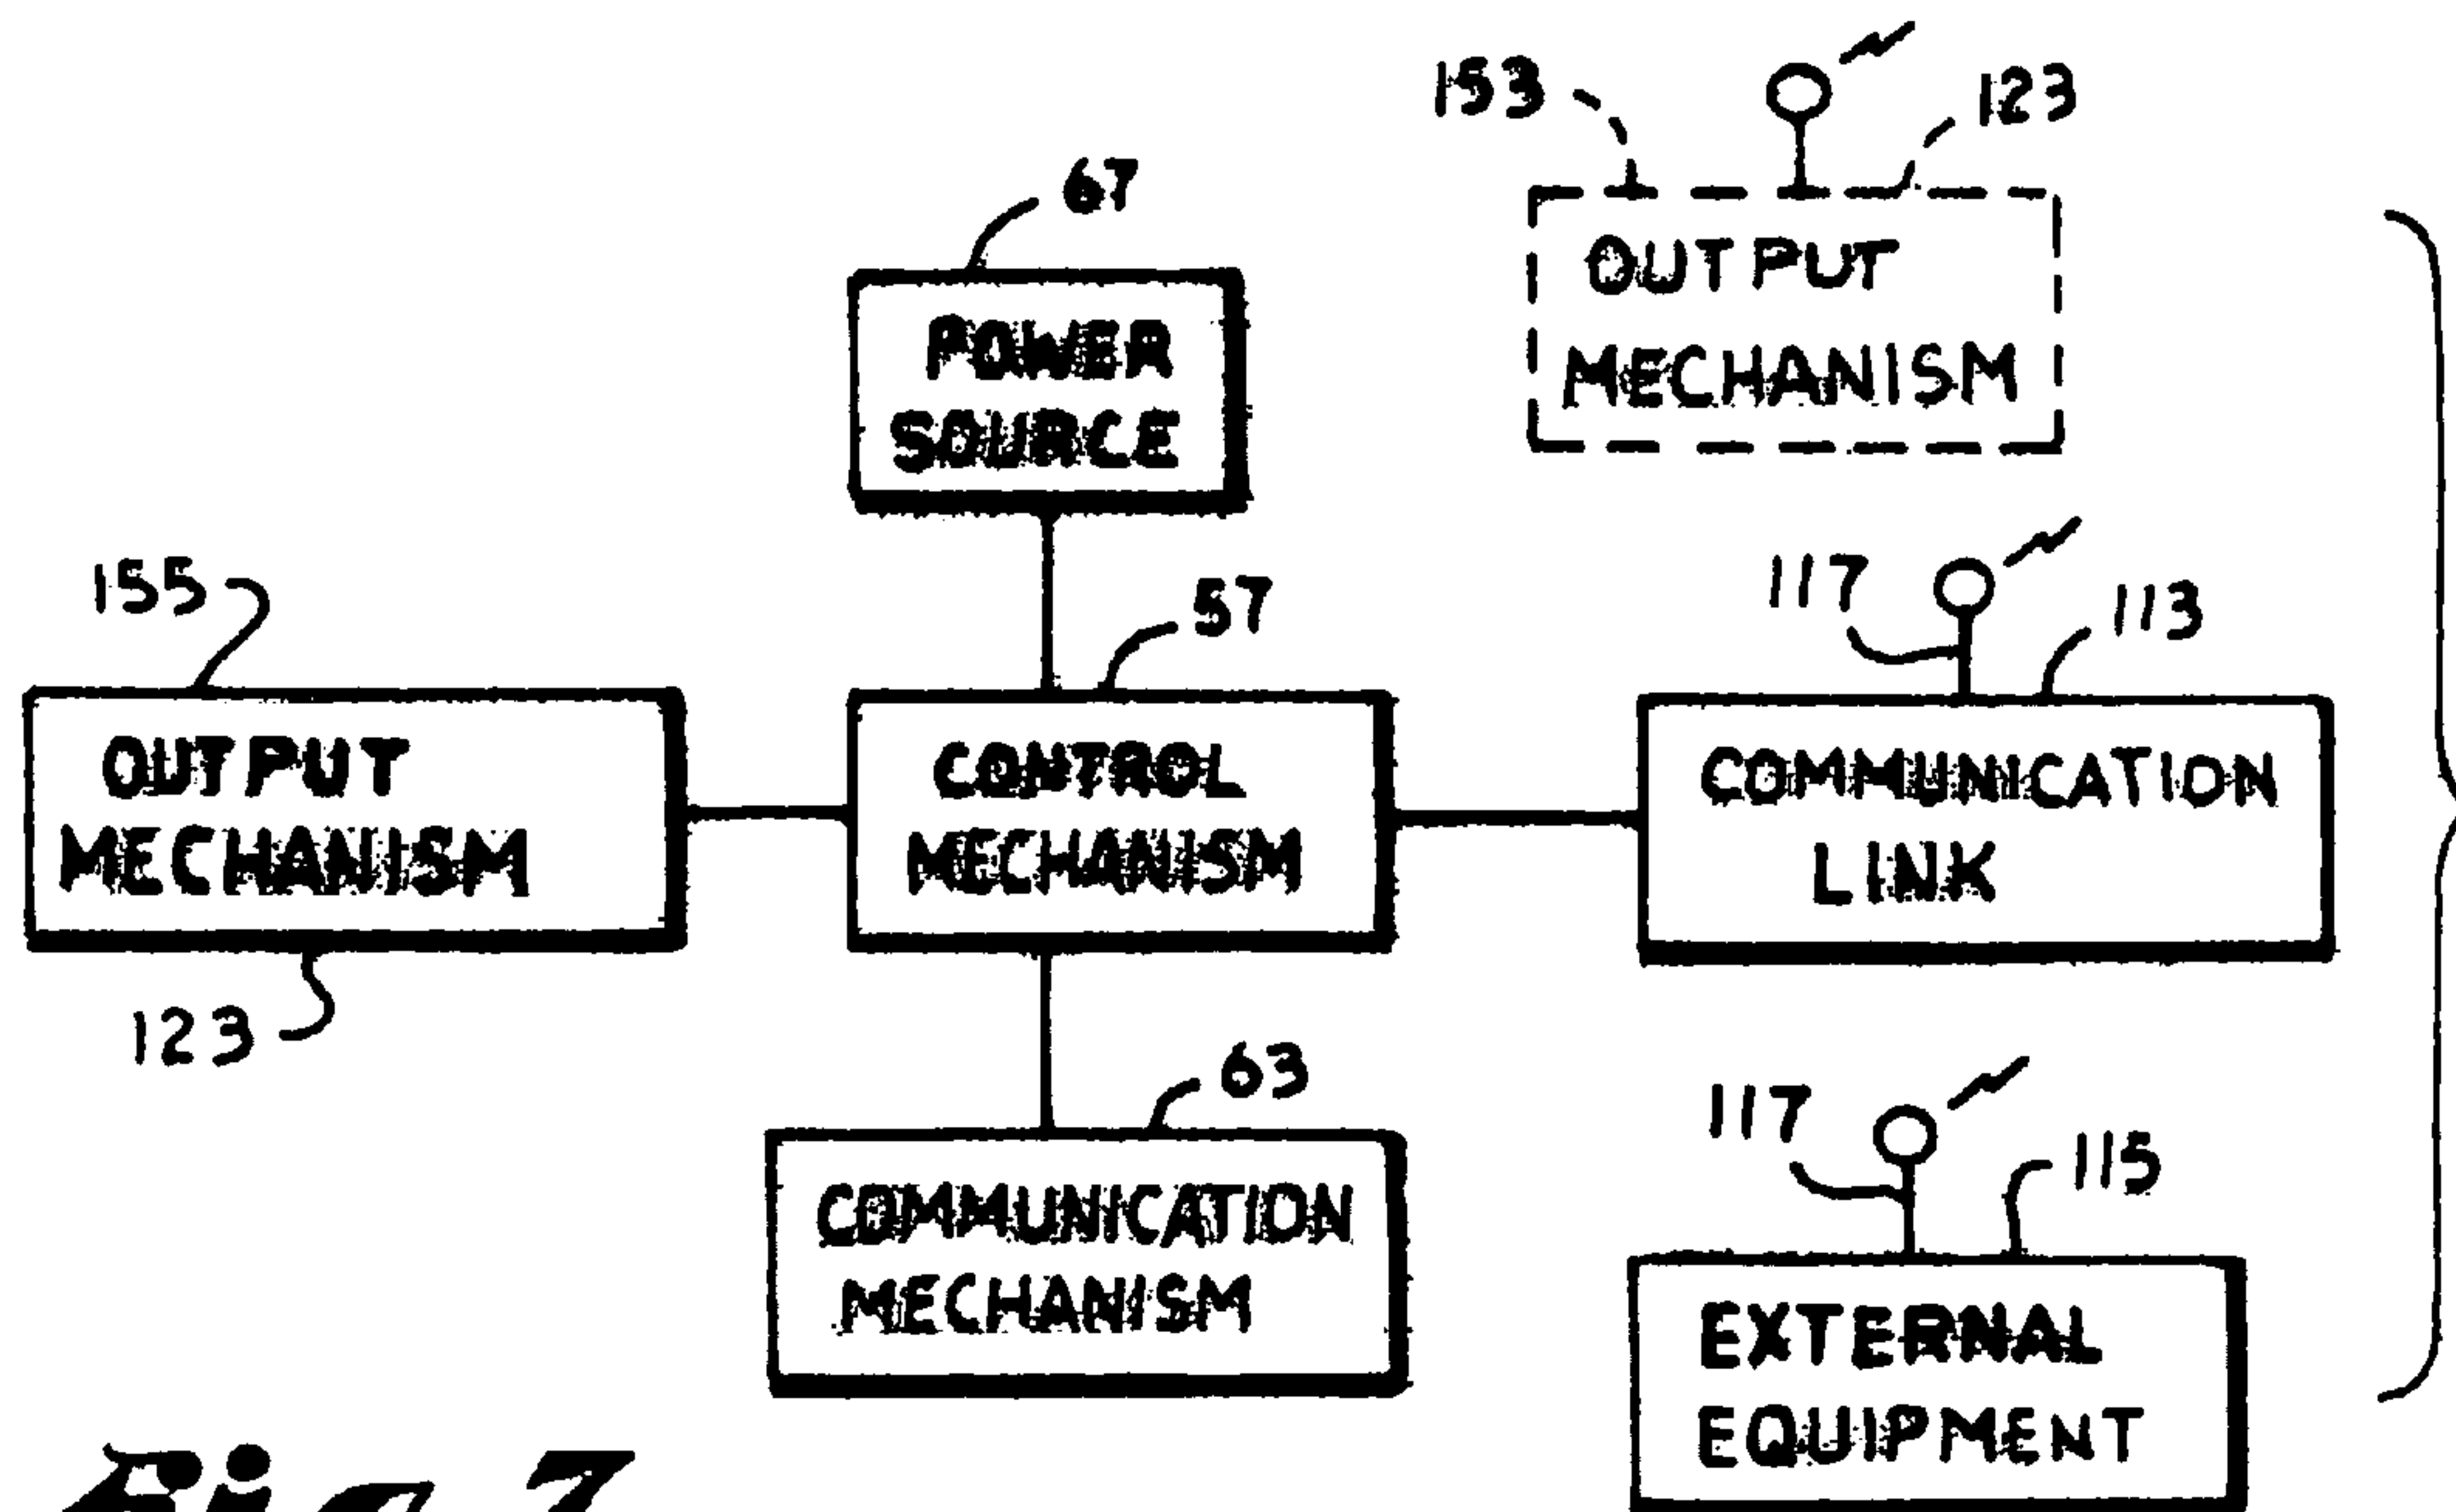 153
123
67
OUTPUT
MECHANISM
POWER
SOURCE
155
57
117
113
OUTPUT
MECHANISM
CONTROL
MECHANISM
COMMUNICATION
LINK
123
63
117
115
COMMUNICATION
MECHANISM
EXTERNAL
EQUIPMENT